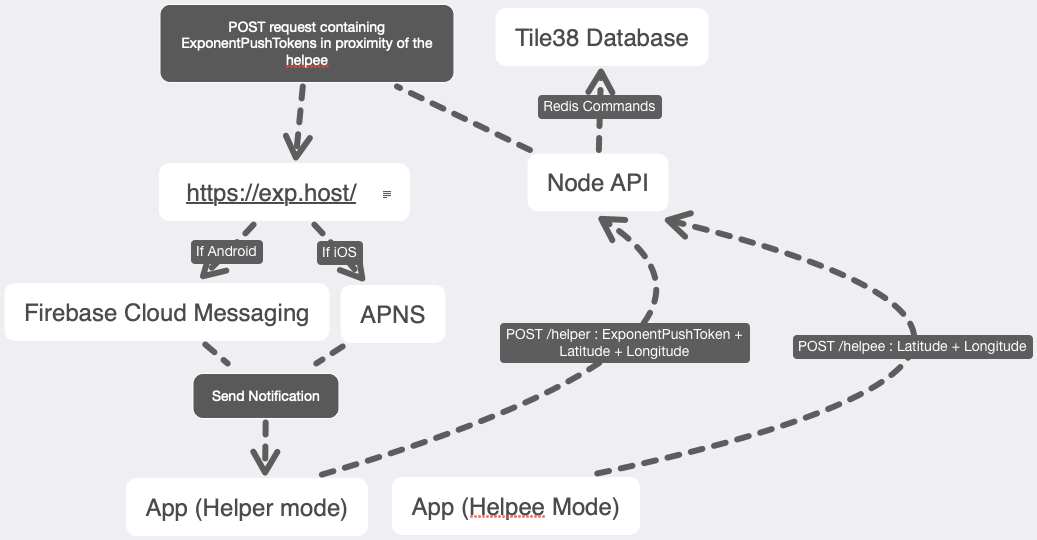 POST request containing
ExponentPushTokens in proximity of the
helpee
Tile38 Database
Redis Commands
Node API
https://exp.host/
If Android
If iOS
Firebase Cloud Messaging
APNS
POST /helper : ExponentPushToken +
Latitude + Longitude
POST /helpee : Latitude + Longitude
Send Notification
App (Helper mode)
App (Helpee Mode)